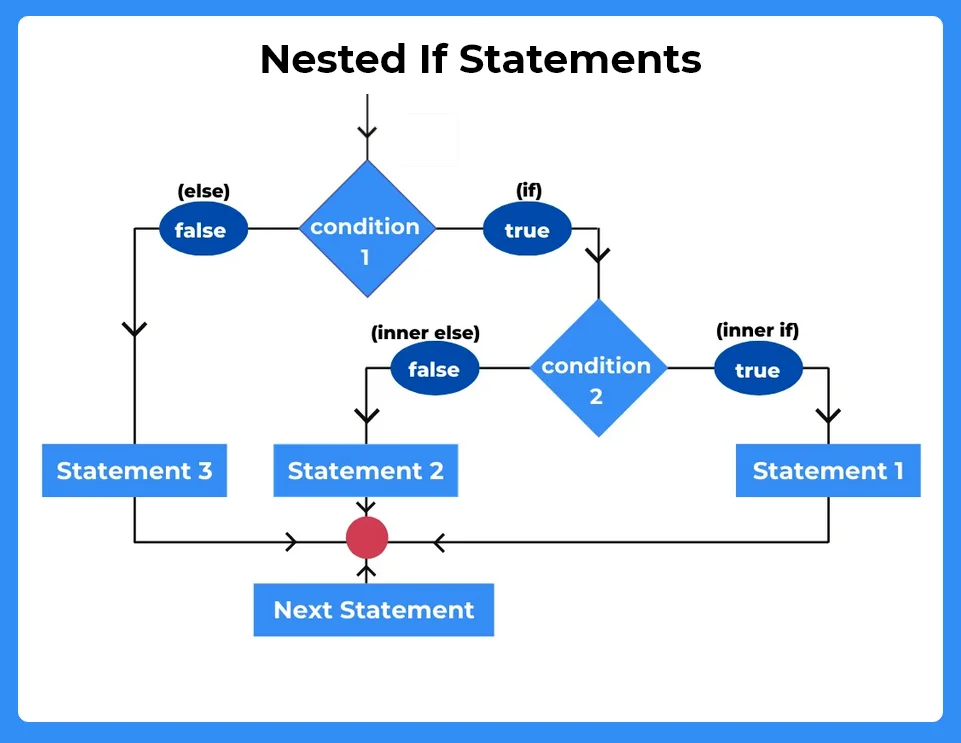 Nested If Statements
(else)
(if)
false
condition
1
true
(inner else)
(inner if)
false
condition
2
true
Statement 3
Statement 2
Statement 1
Next Statement